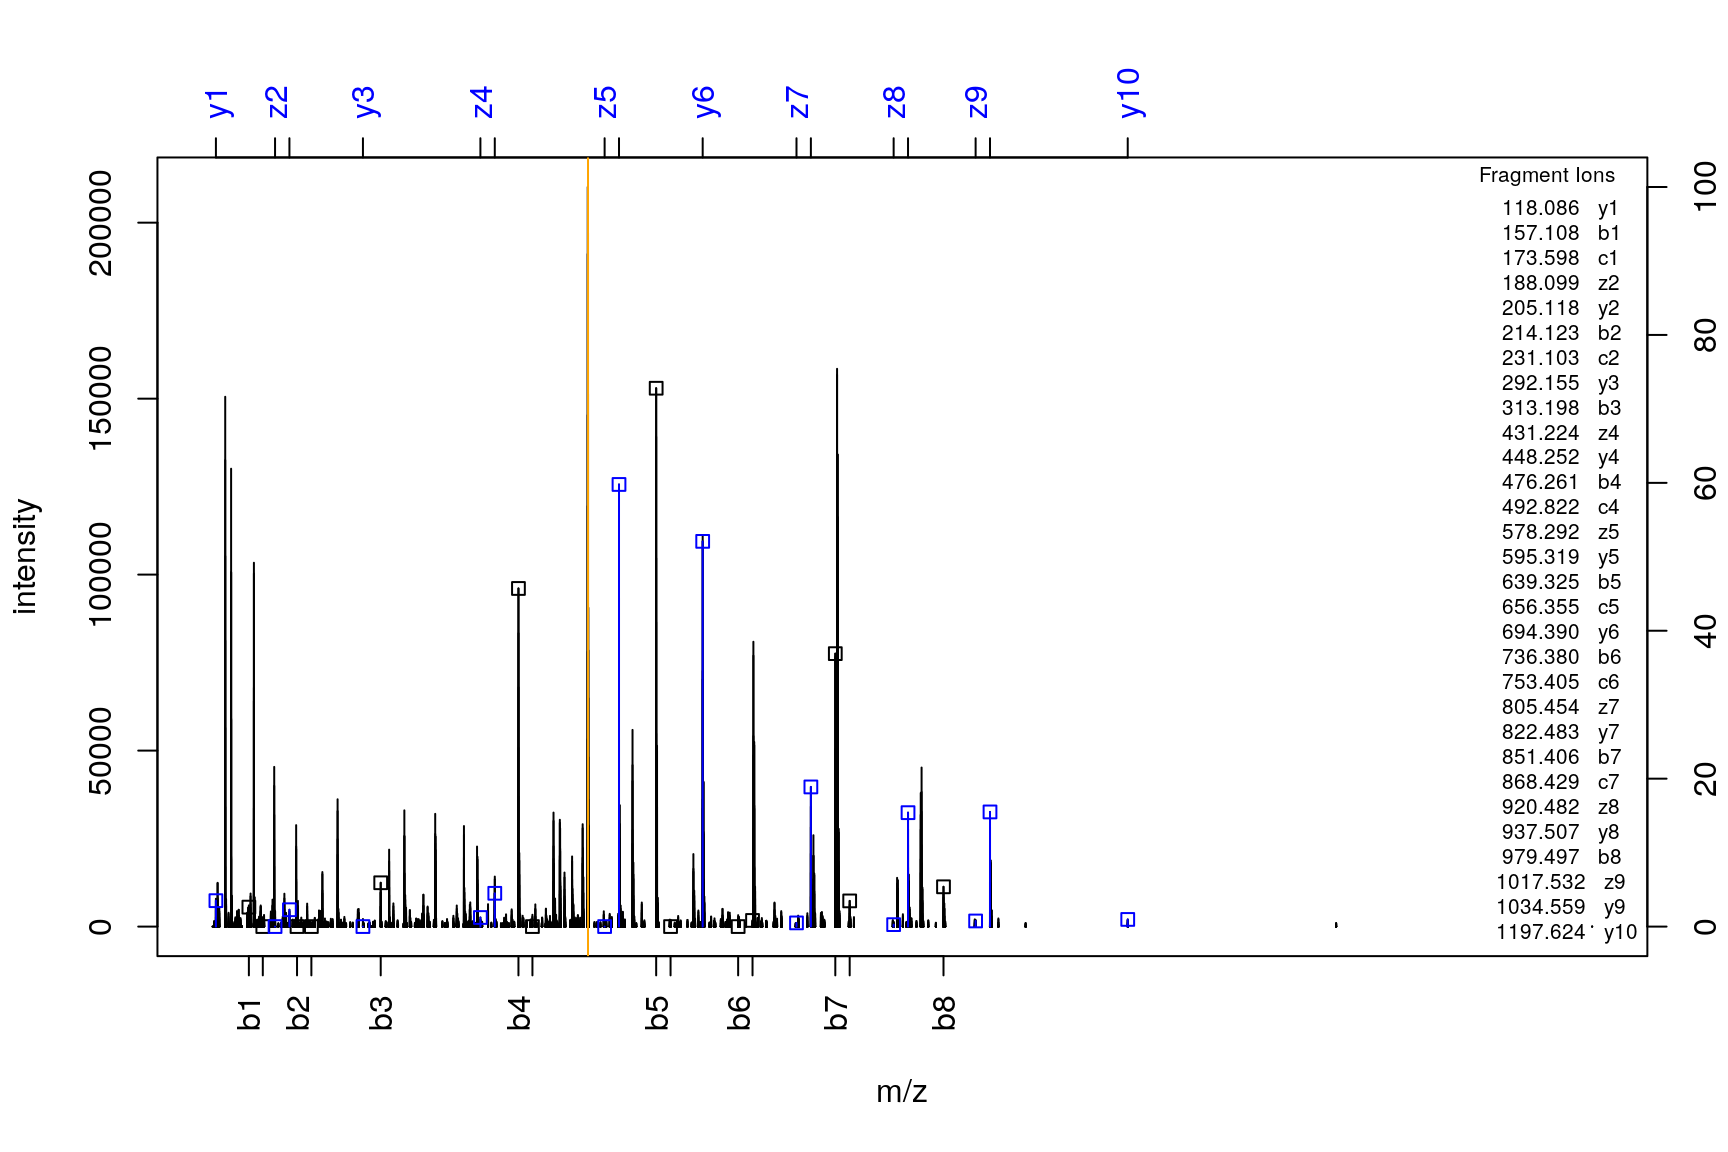 y1 z2 y3 z4 z5 y6 z7 z8 z9 y10
Fragment Ions
118.086 y1
157.108 b1
173.598 c1
188.099 z2
205.118 y2
214.123 b2
231.103 c2
292.155 y3
313.198 b3
431.224 z4
448.252 y4
476.261 b4
492.822 c4
578.292 z5
595.319 y5
639.325 b5
656.355 c5
694.390 y6
736.380 b6
753.405 c6
805.454 z7
822.483 y7
851.406 b7
868.429 c7
920.482 z8
937.507 y8
979.497 b8
1017.532 z9
1034.559 y9
1197.624 y10
200000
150000
100000
50000
0
intensity
100
80
60
40
20
0
b1 b2 b3 b4 b5 b6 b7 b8
m/z